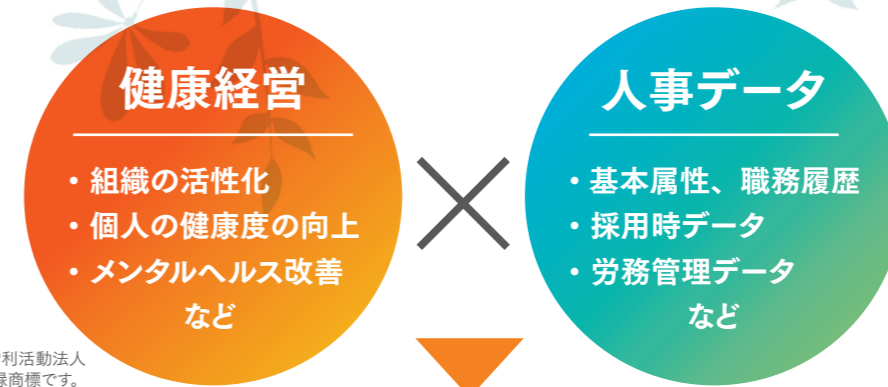 健康経営
・組織の活性化
・個人の健康度の向上
・メンタルヘルス改善
など
人事データ
・基本属性、職務履歴
・採用時データ
・労務管理データ
など
利活動法人
録商標です。